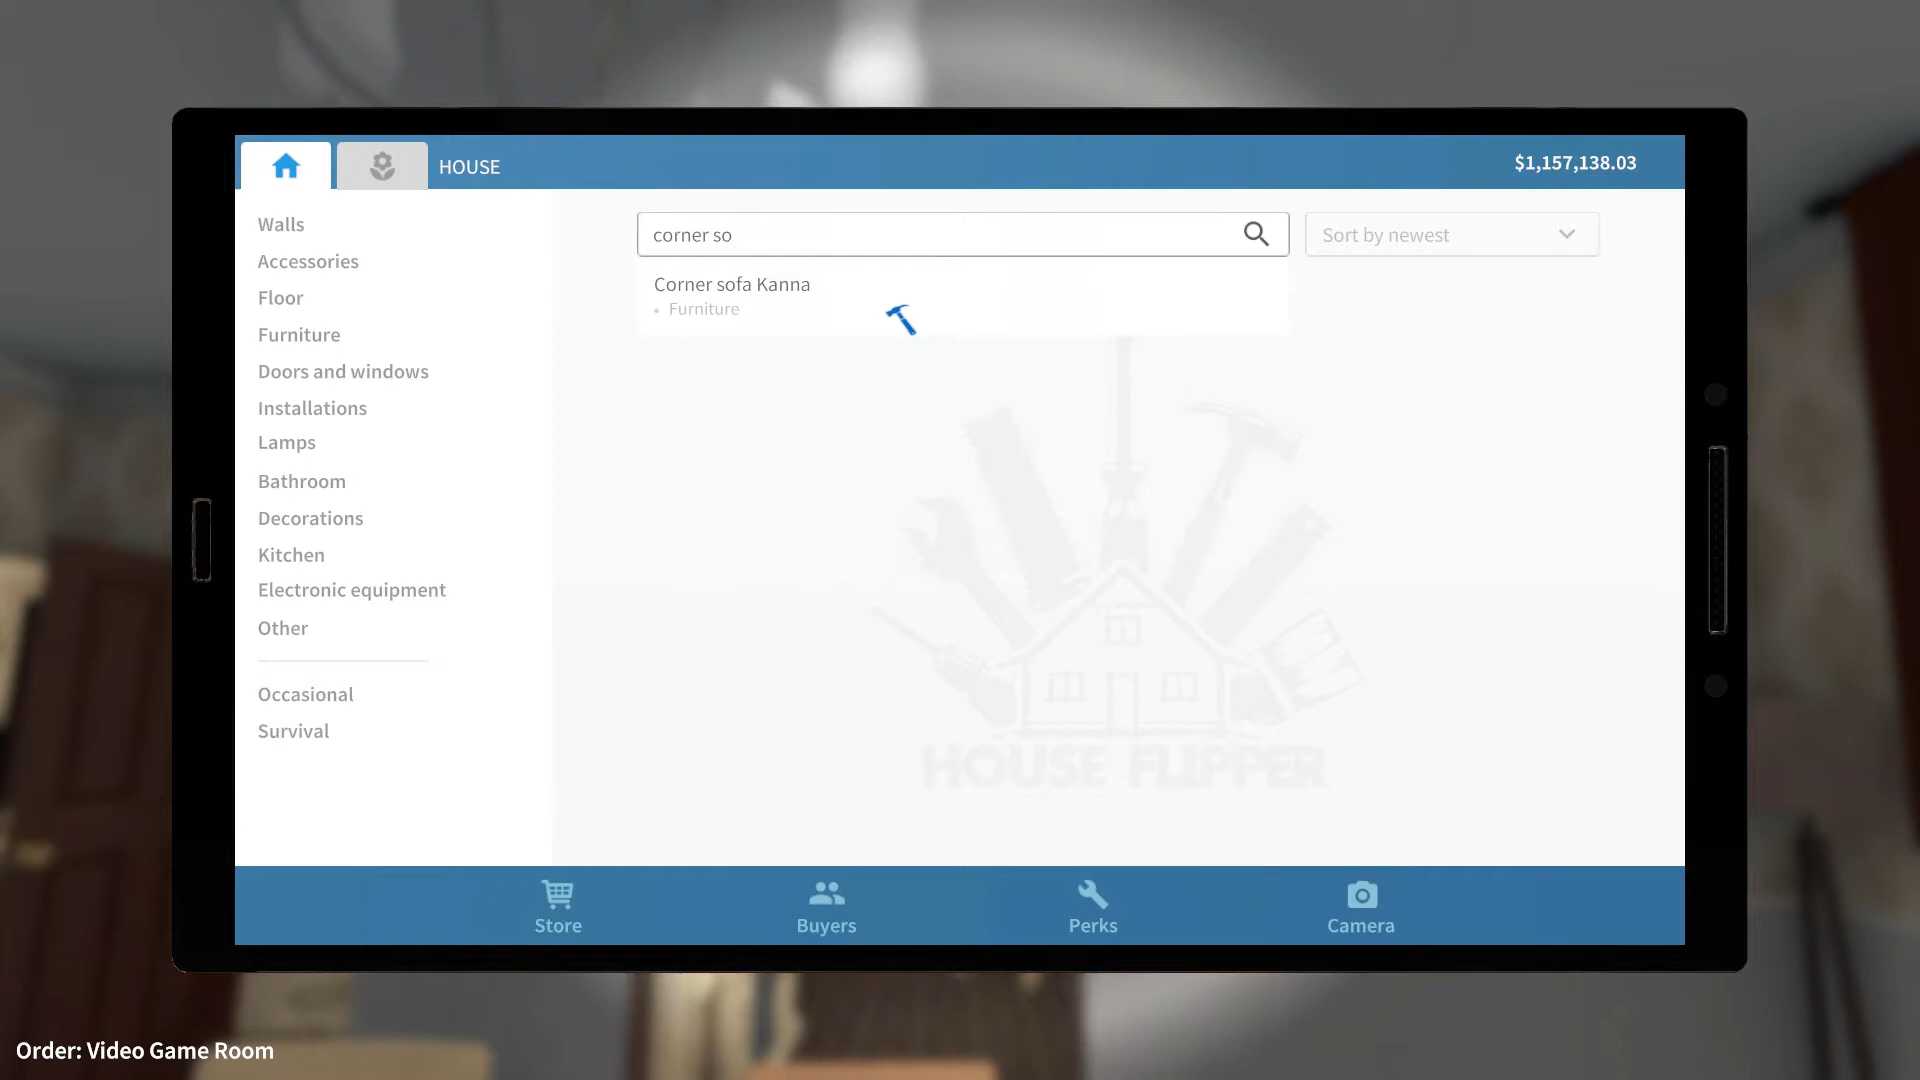 HOUSE
$1,157,138.03
Walls
Accessories
Floor
Furniture
Doors and windows
Installations
Lamps
Bathroom
Decorations
Kitchen
Electronic equipment
Other
Occasional
Survival
corner so
Sort by newest
Corner sofa Kanna
• Furniture
HOUSE FLIPPER
Store
Buyers
Perks
Camera
Order: Video Game Room